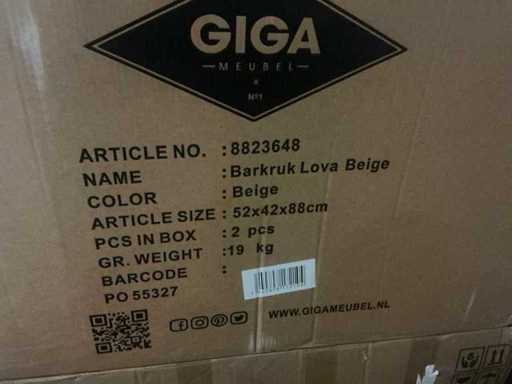 GIGA
MEUBEL
Nº1
ARTICLE NO. : 8823648
NAME : Barkruk Lova Beige
COLOR : Beige
ARTICLE SIZE : 52x42x88cm
PCS IN BOX : 2 pcs
GR. WEIGHT : 19 kg
BARCODE :
PO 55327
WWW.GIGAMEUBEL.NL